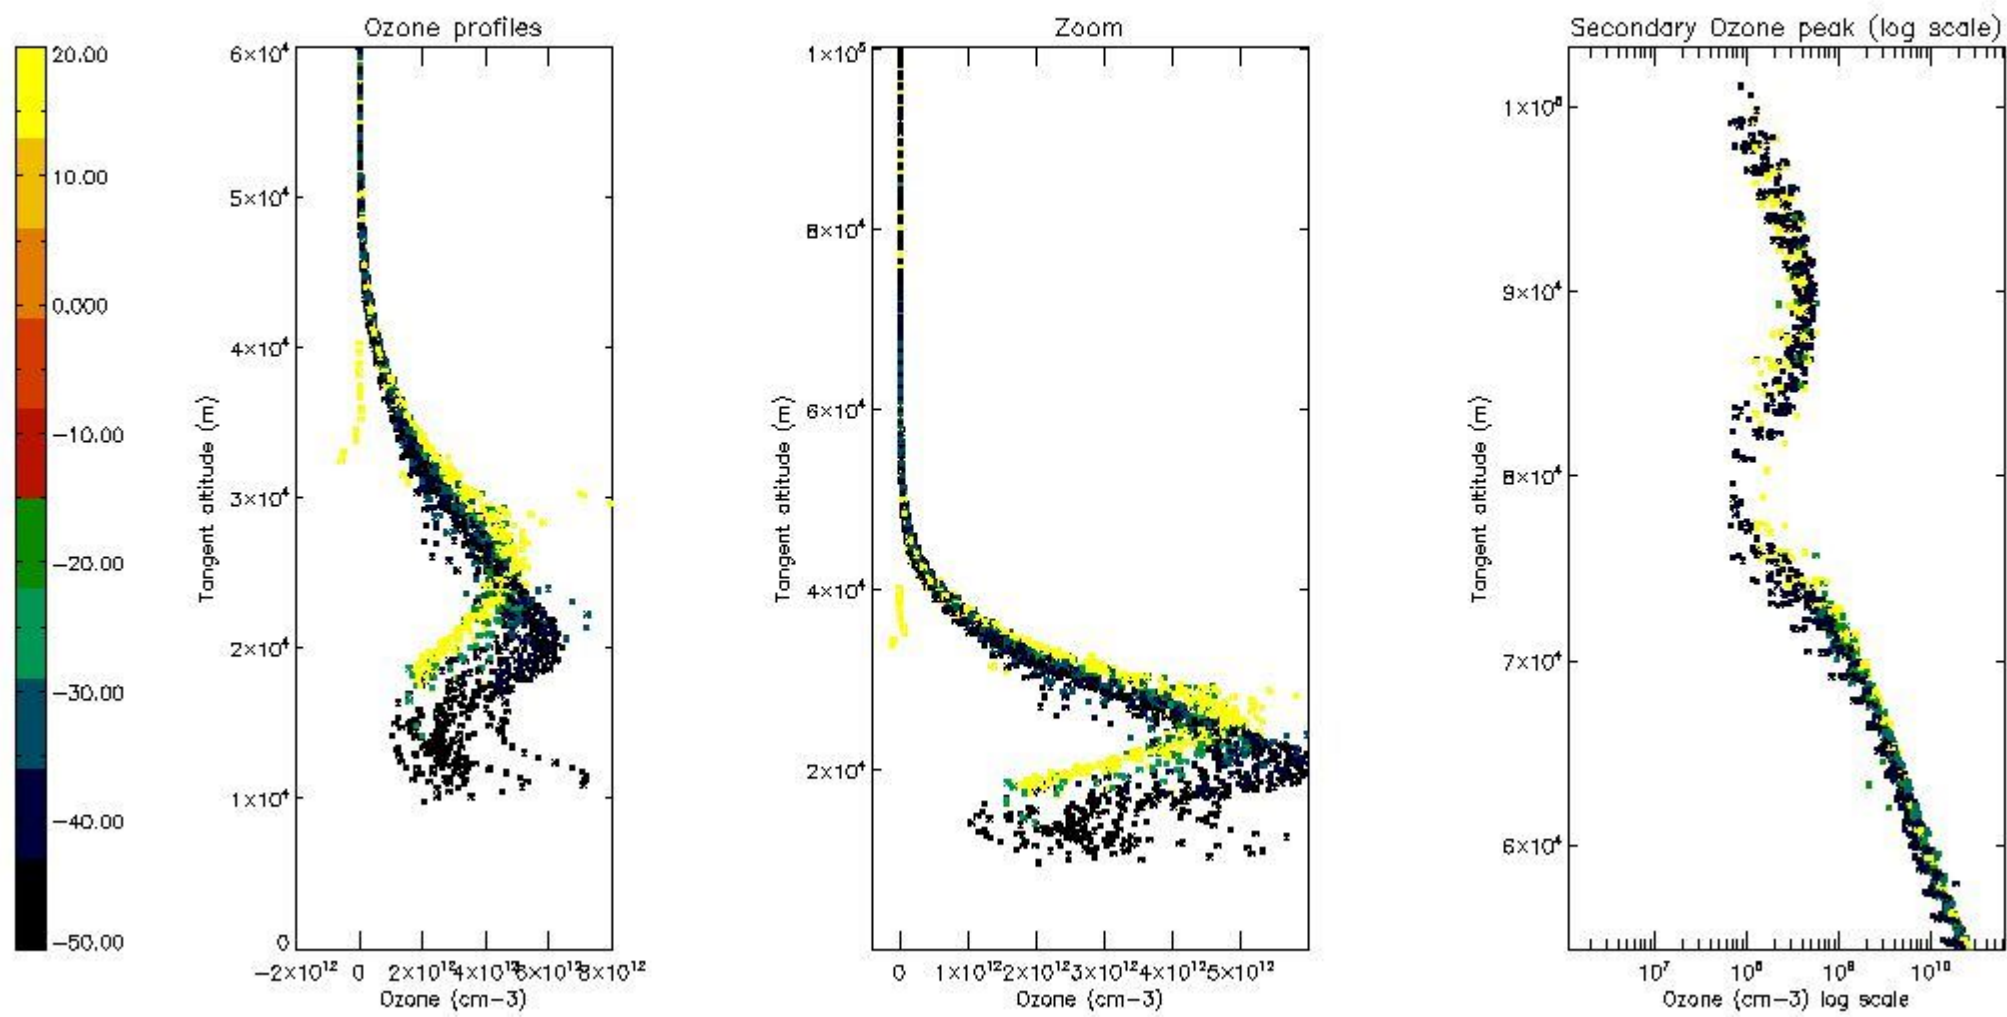 Ozone profiles
Zoom
Secondary Ozone peak (log scale)
20.00
10.00
0.000
−10.00
−20.00
−30.00
−40.00
−50.00
6×10⁴
5×10⁴
4×10⁴
3×10⁴
2×10⁴
1×10⁴
0
Tangent altitude (m)
−2×10¹² 0 2×10¹² 4×10¹² 6×10¹² 8×10¹²
Ozone (cm−3)
1×10⁵
8×10⁴
6×10⁴
4×10⁴
2×10⁴
Tangent altitude (m)
0 1×10¹² 2×10¹² 3×10¹² 4×10¹² 5×10¹²
Ozone (cm−3)
1×10⁵
9×10⁴
8×10⁴
7×10⁴
6×10⁴
Tangent altitude (m)
10⁷ 10⁸ 10⁹ 10¹⁰
Ozone (cm−3) log scale